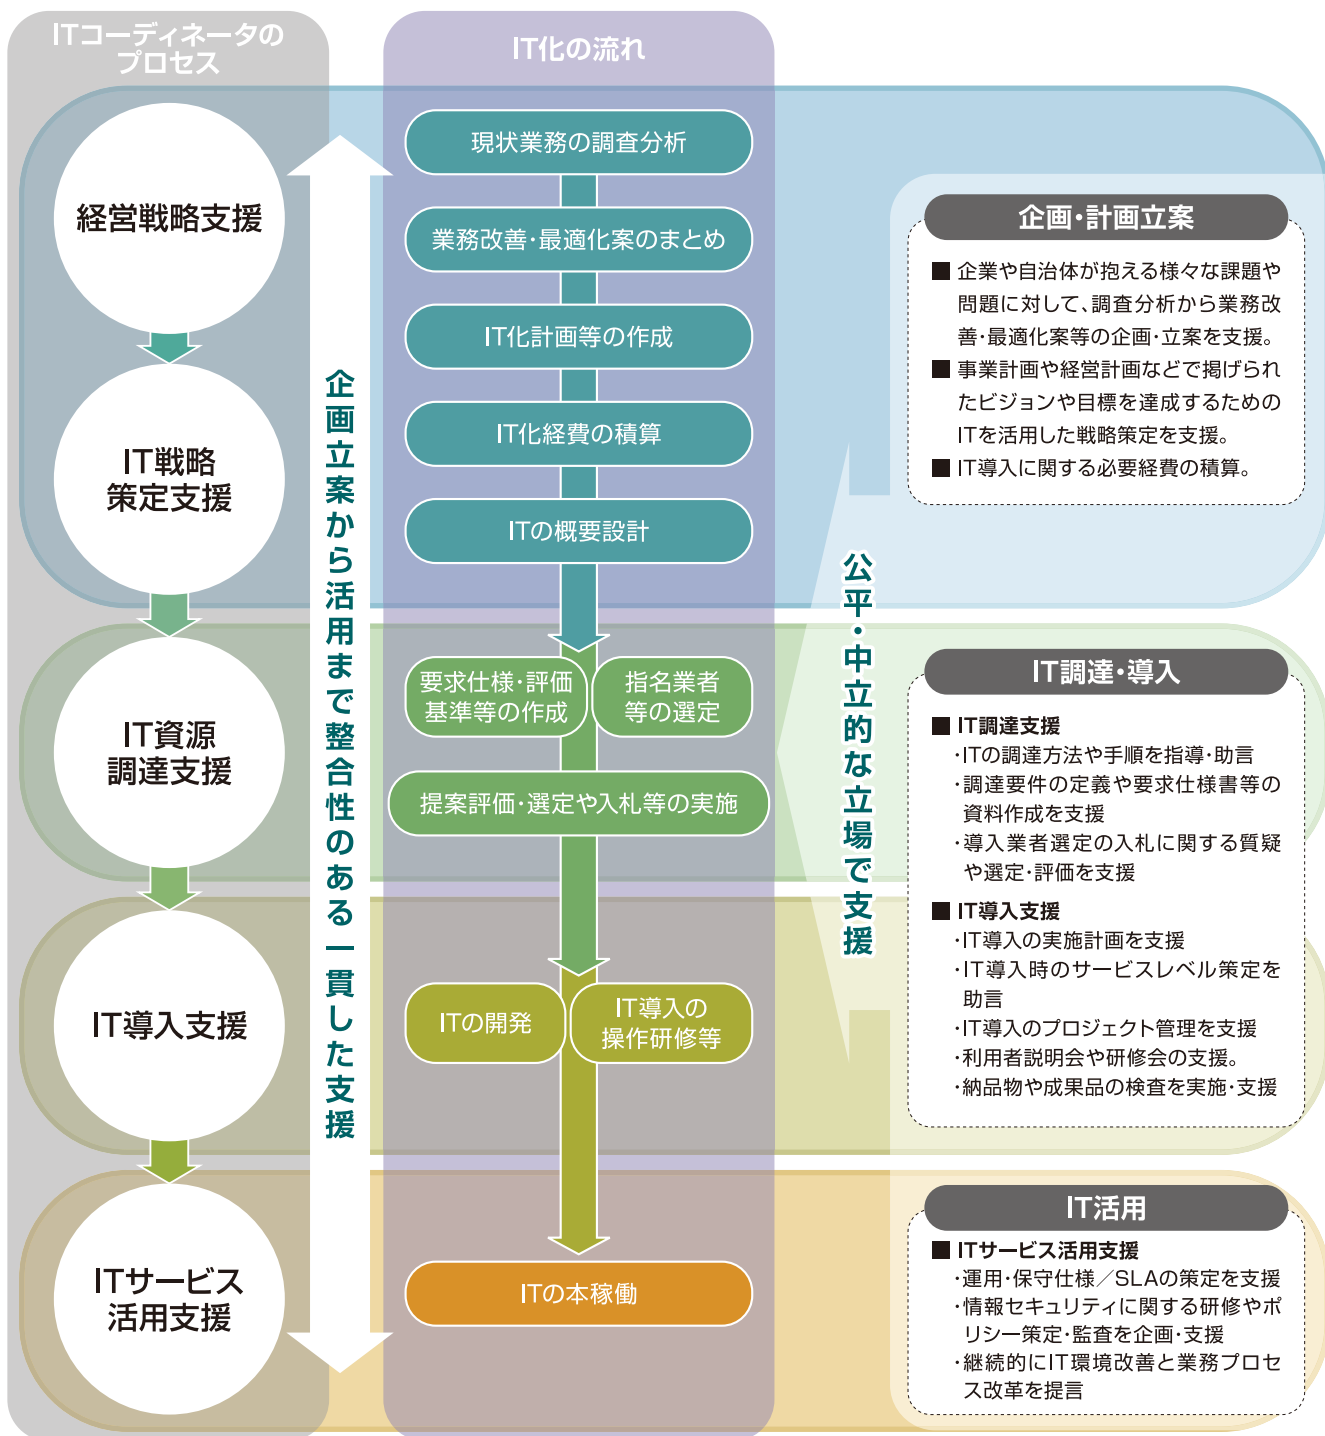 ITコーディネータの
プロセス
経営戦略支援
IT戦略
策定支援
IT資源
調達支援
IT導入支援
ITサービス
活用支援
企画立案から活用まで整合性のある一貫した支援
IT化の流れ
現状業務の調査分析
業務改善・最適化案のまとめ
IT化計画等の作成
IT化経費の積算
ITの概要設計
要求仕様・評価
基準等の作成
指名業者
等の選定
提案評価・選定や入札等の実施
ITの開発
IT導入の
操作研修等
ITの本稼働
公平・中立的な立場で支援
企画・計画立案
■ 企業や自治体が抱える様々な課題や
問題に対して、調査分析から業務改
善・最適化案等の企画・立案を支援。
■ 事業計画や経営計画などで掲げられ
たビジョンや目標を達成するための
ITを活用した戦略策定を支援。
■ IT導入に関する必要経費の積算。
IT調達・導入
■ IT調達支援
・ITの調達方法や手順を指導・助言
・調達要件の定義や要求仕様書等の
資料作成を支援
・導入業者選定の入札に関する質疑
や選定・評価を支援
■ IT導入支援
・IT導入の実施計画を支援
・IT導入時のサービスレベル策定を
助言
・IT導入のプロジェクト管理を支援
・利用者説明会や研修会の支援。
・納品物や成果品の検査を実施・支援
IT活用
■ ITサービス活用支援
・運用・保守仕様／SLAの策定を支援
・情報セキュリティに関する研修やポ
リシー策定・監査を企画・支援
・継続的にIT環境改善と業務プロセ
ス改革を提言